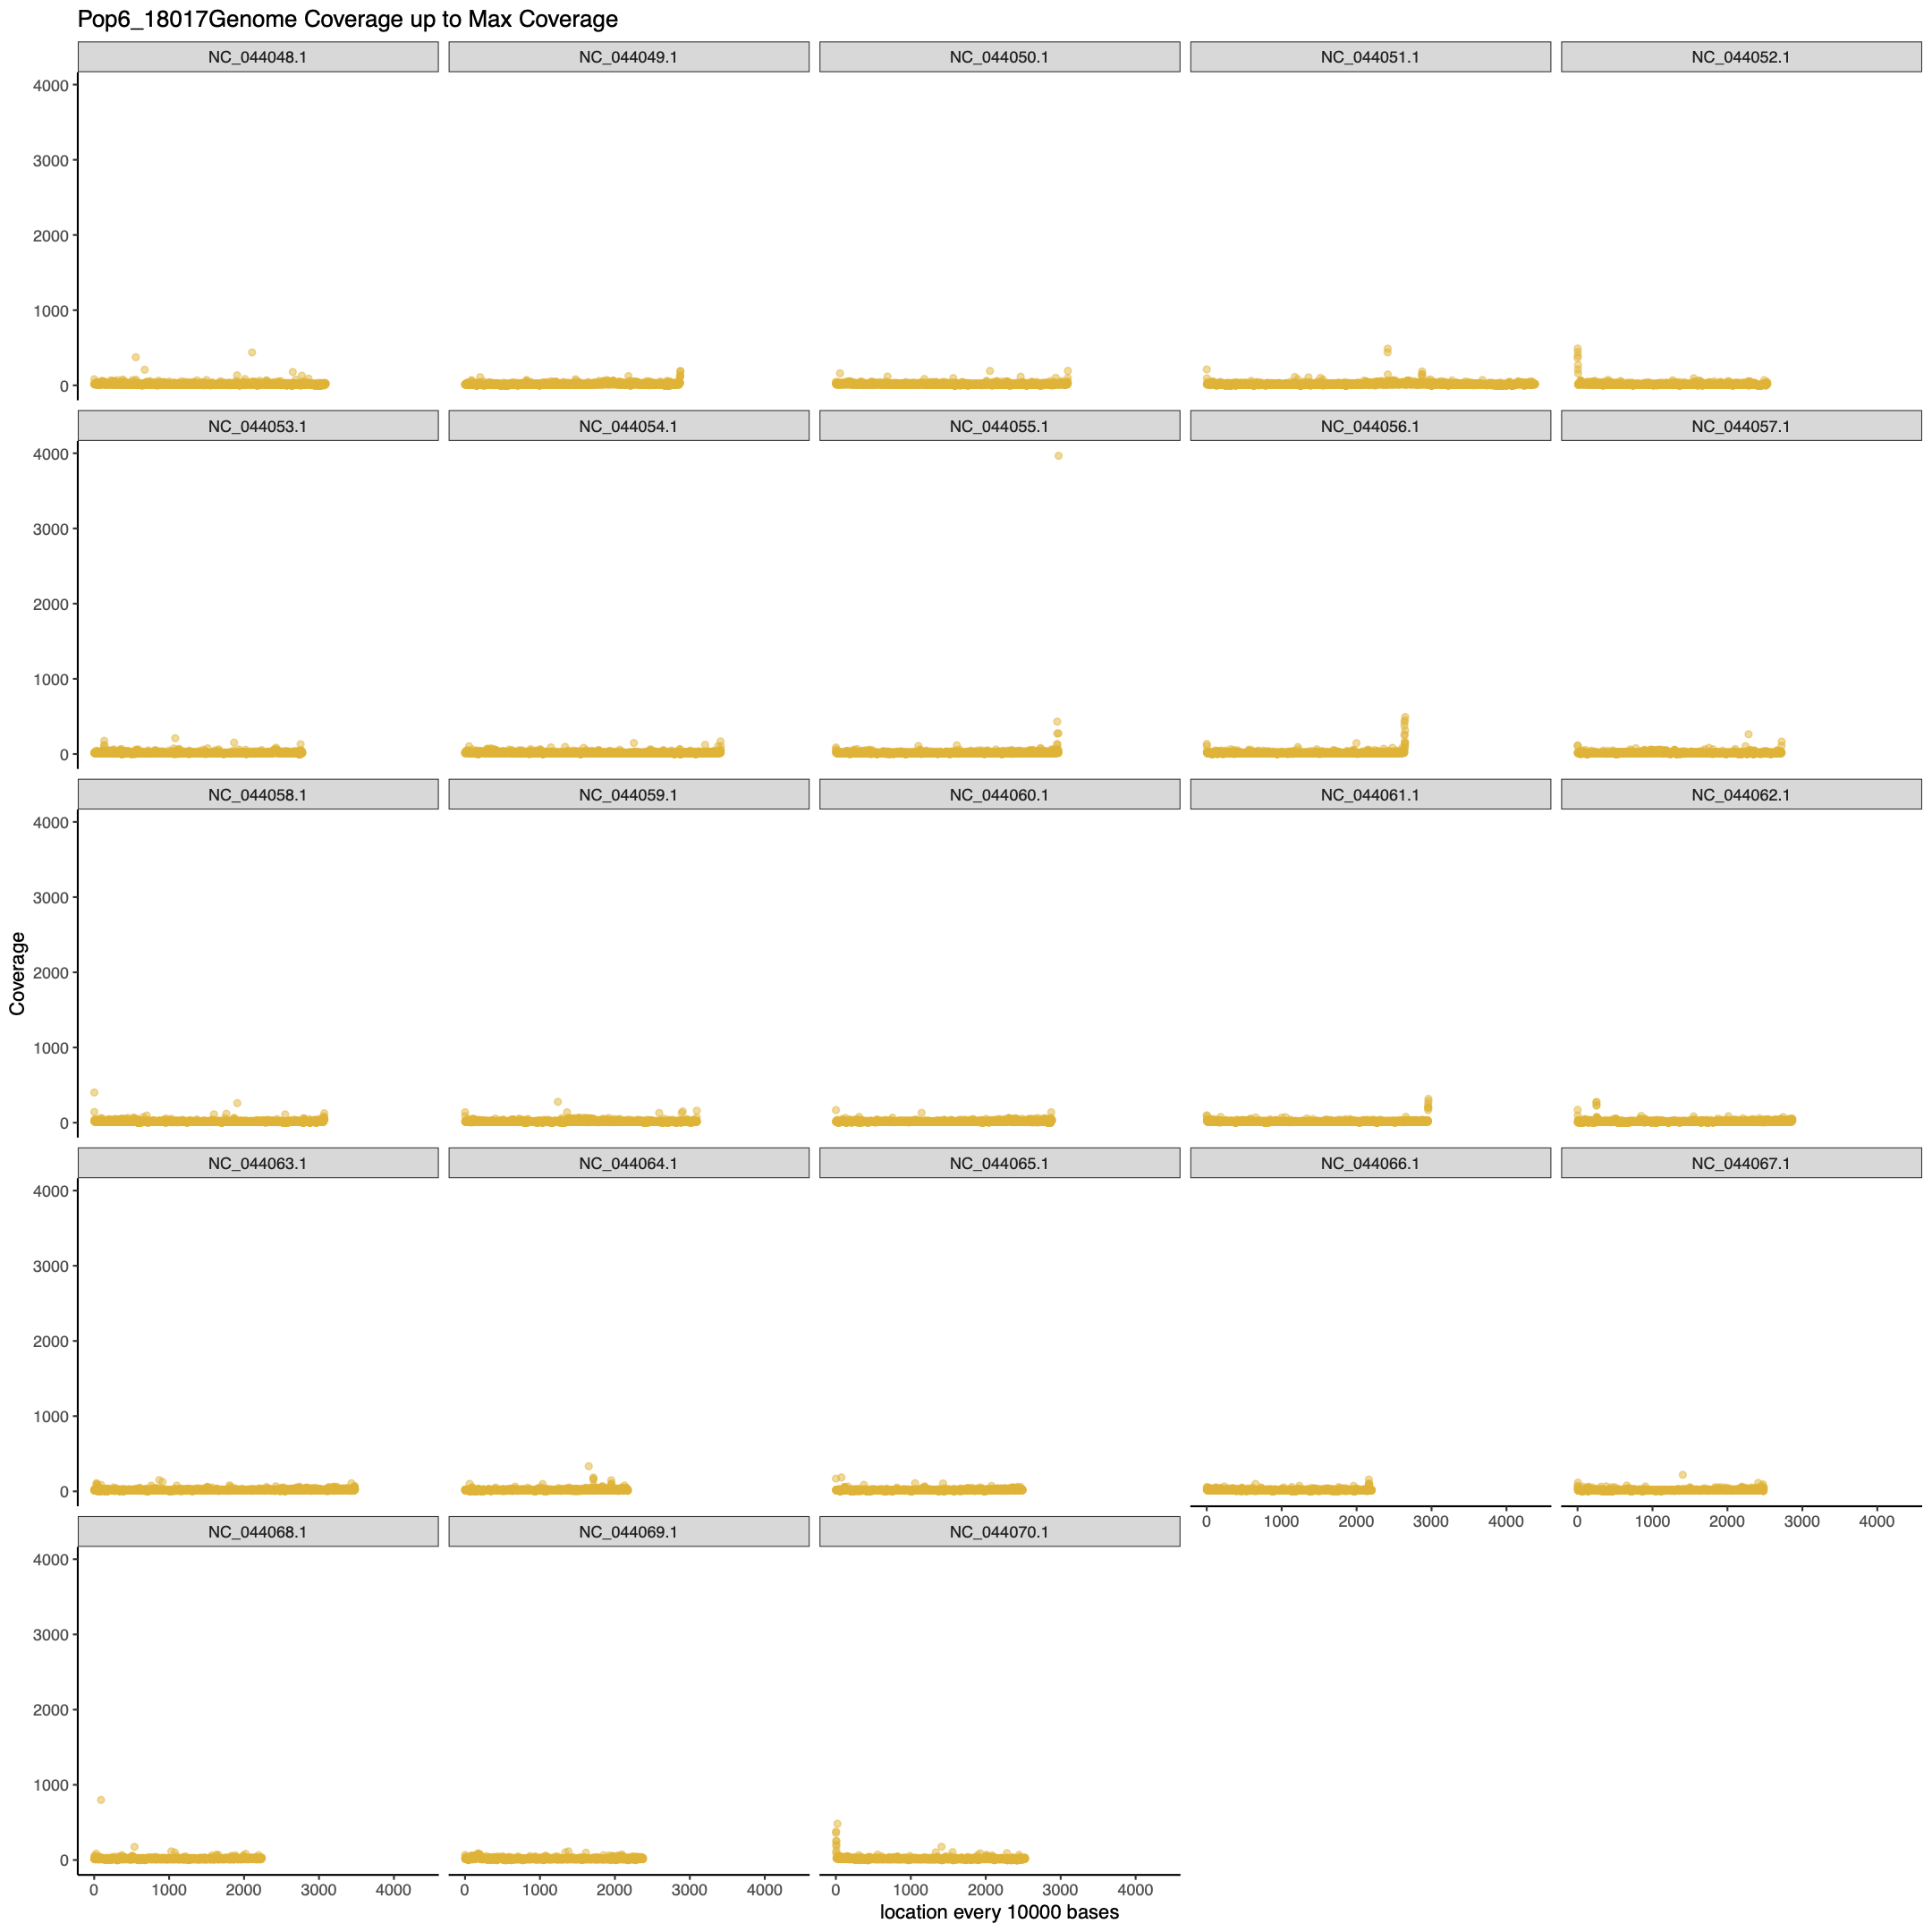 Pop6_18017Genome Coverage up to Max Coverage
NC_044048.1 NC_044049.1 NC_044050.1 NC_044051.1 NC_044052.1
4000
3000
2000
1000
0
NC_044053.1 NC_044054.1 NC_044055.1 NC_044056.1 NC_044057.1
4000
3000
2000
1000
0
NC_044058.1 NC_044059.1 NC_044060.1 NC_044061.1 NC_044062.1
4000
3000
2000
1000
0
Coverage
NC_044063.1 NC_044064.1 NC_044065.1 NC_044066.1 NC_044067.1
4000
3000
2000
1000
0
0 1000 2000 3000 4000 0 1000 2000 3000 4000
NC_044068.1 NC_044069.1 NC_044070.1
4000
3000
2000
1000
0
0 1000 2000 3000 4000 0 1000 2000 3000 4000 0 1000 2000 3000 4000
location every 10000 bases